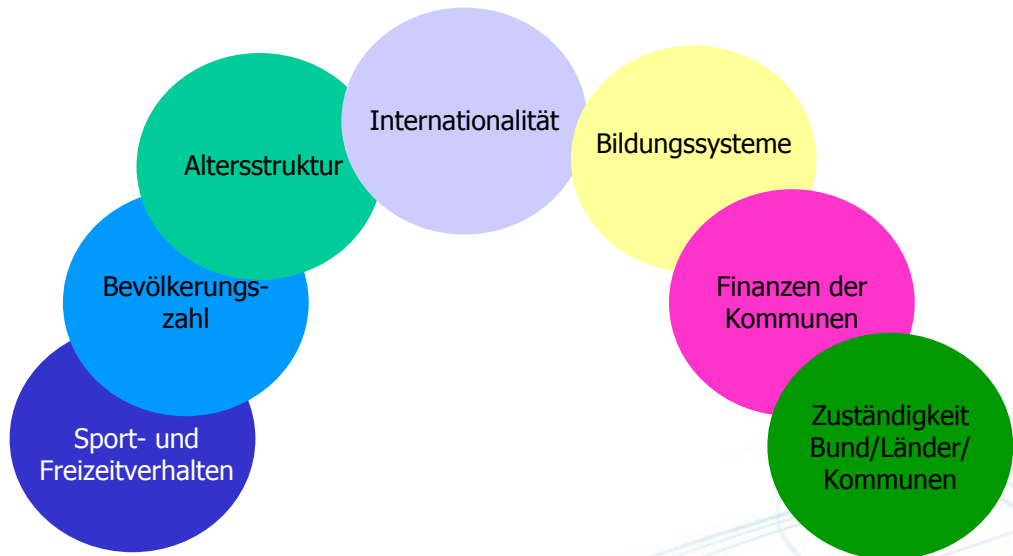 Internationalität
Bildungssysteme
Altersstruktur
Bevölkerungs-
zahl
Finanzen der
Kommunen
Sport- und
Freizeitverhalten
Zuständigkeit
Bund/Länder/
Kommunen